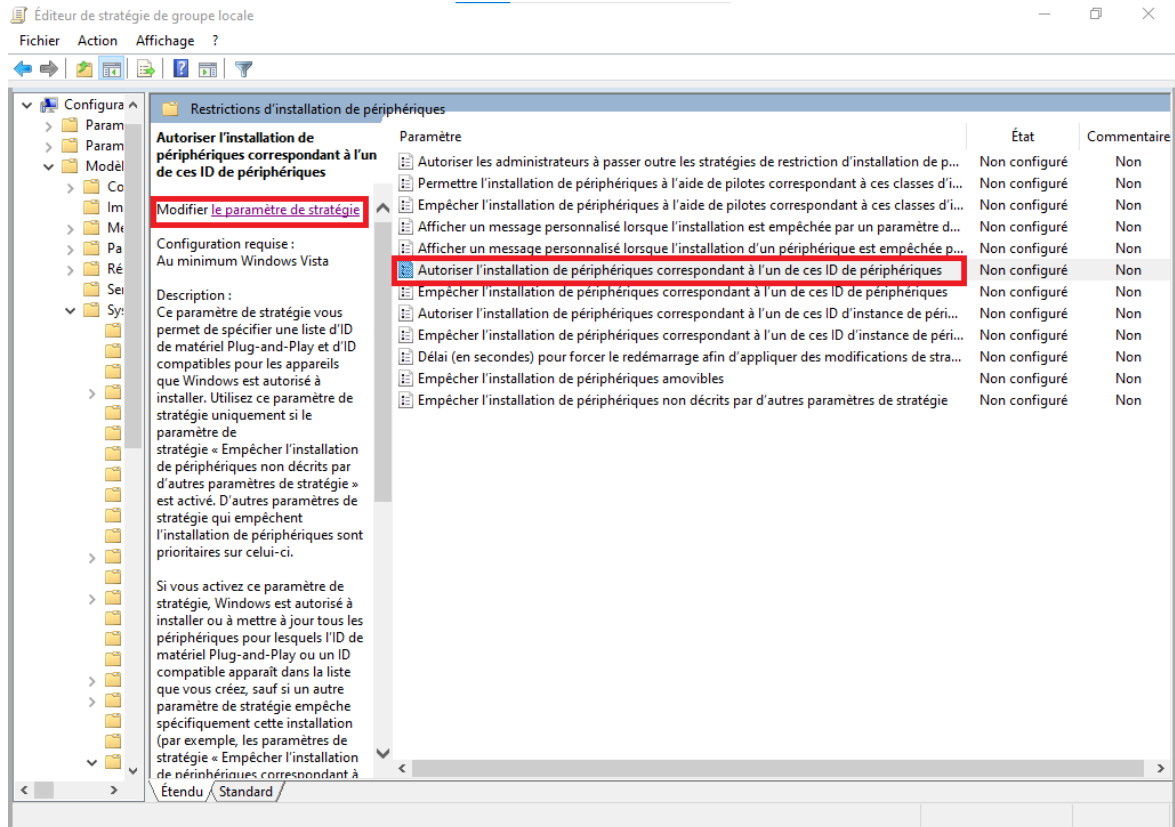 Éditeur de stratégie de groupe locale
Fichier Action Affichage ?
Configura
Param
Param
Modèl
Co
Im
Me
Pa
Ré
Ser
Sys
Restrictions d'installation de périphériques
Autoriser l'installation de
périphériques correspondant à l'un
de ces ID de périphériques
Modifier le paramètre de stratégie
Configuration requise :
Au minimum Windows Vista
Description :
Ce paramètre de stratégie vous
permet de spécifier une liste d'ID
de matériel Plug-and-Play et d'ID
compatibles pour les appareils
que Windows est autorisé à
installer. Utilisez ce paramètre de
stratégie uniquement si le
paramètre de
stratégie « Empêcher l'installation
de périphériques non décrits par
d'autres paramètres de stratégie »
est activé. D'autres paramètres de
stratégie qui empêchent
l'installation de périphériques sont
prioritaires sur celui-ci.
Si vous activez ce paramètre de
stratégie, Windows est autorisé à
installer ou à mettre à jour tous les
périphériques pour lesquels l'ID de
matériel Plug-and-Play ou un ID
compatible apparaît dans la liste
que vous créez, sauf si un autre
paramètre de stratégie empêche
spécifiquement cette installation
(par exemple, les paramètres de
stratégie « Empêcher l'installation
de périphériques correspondant à
Paramètre État Commentaire
Autoriser les administrateurs à passer outre les stratégies de restriction d'installation de p... Non configuré Non
Permettre l'installation de périphériques à l'aide de pilotes correspondant à ces classes d'i... Non configuré Non
Empêcher l'installation de périphériques à l'aide de pilotes correspondant à ces classes d'i... Non configuré Non
Afficher un message personnalisé lorsque l'installation est empêchée par un paramètre d... Non configuré Non
Afficher un message personnalisé lorsque l'installation d'un périphérique est empêchée p... Non configuré Non
Autoriser l'installation de périphériques correspondant à l'un de ces ID de périphériques Non configuré Non
Empêcher l'installation de périphériques correspondant à l'un de ces ID de périphériques Non configuré Non
Autoriser l'installation de périphériques correspondant à l'un de ces ID d'instance de péri... Non configuré Non
Empêcher l'installation de périphériques correspondant à l'un de ces ID d'instance de péri... Non configuré Non
Délai (en secondes) pour forcer le redémarrage afin d'appliquer des modifications de stra... Non configuré Non
Empêcher l'installation de périphériques amovibles Non configuré Non
Empêcher l'installation de périphériques non décrits par d'autres paramètres de stratégie Non configuré Non
Étendu Standard